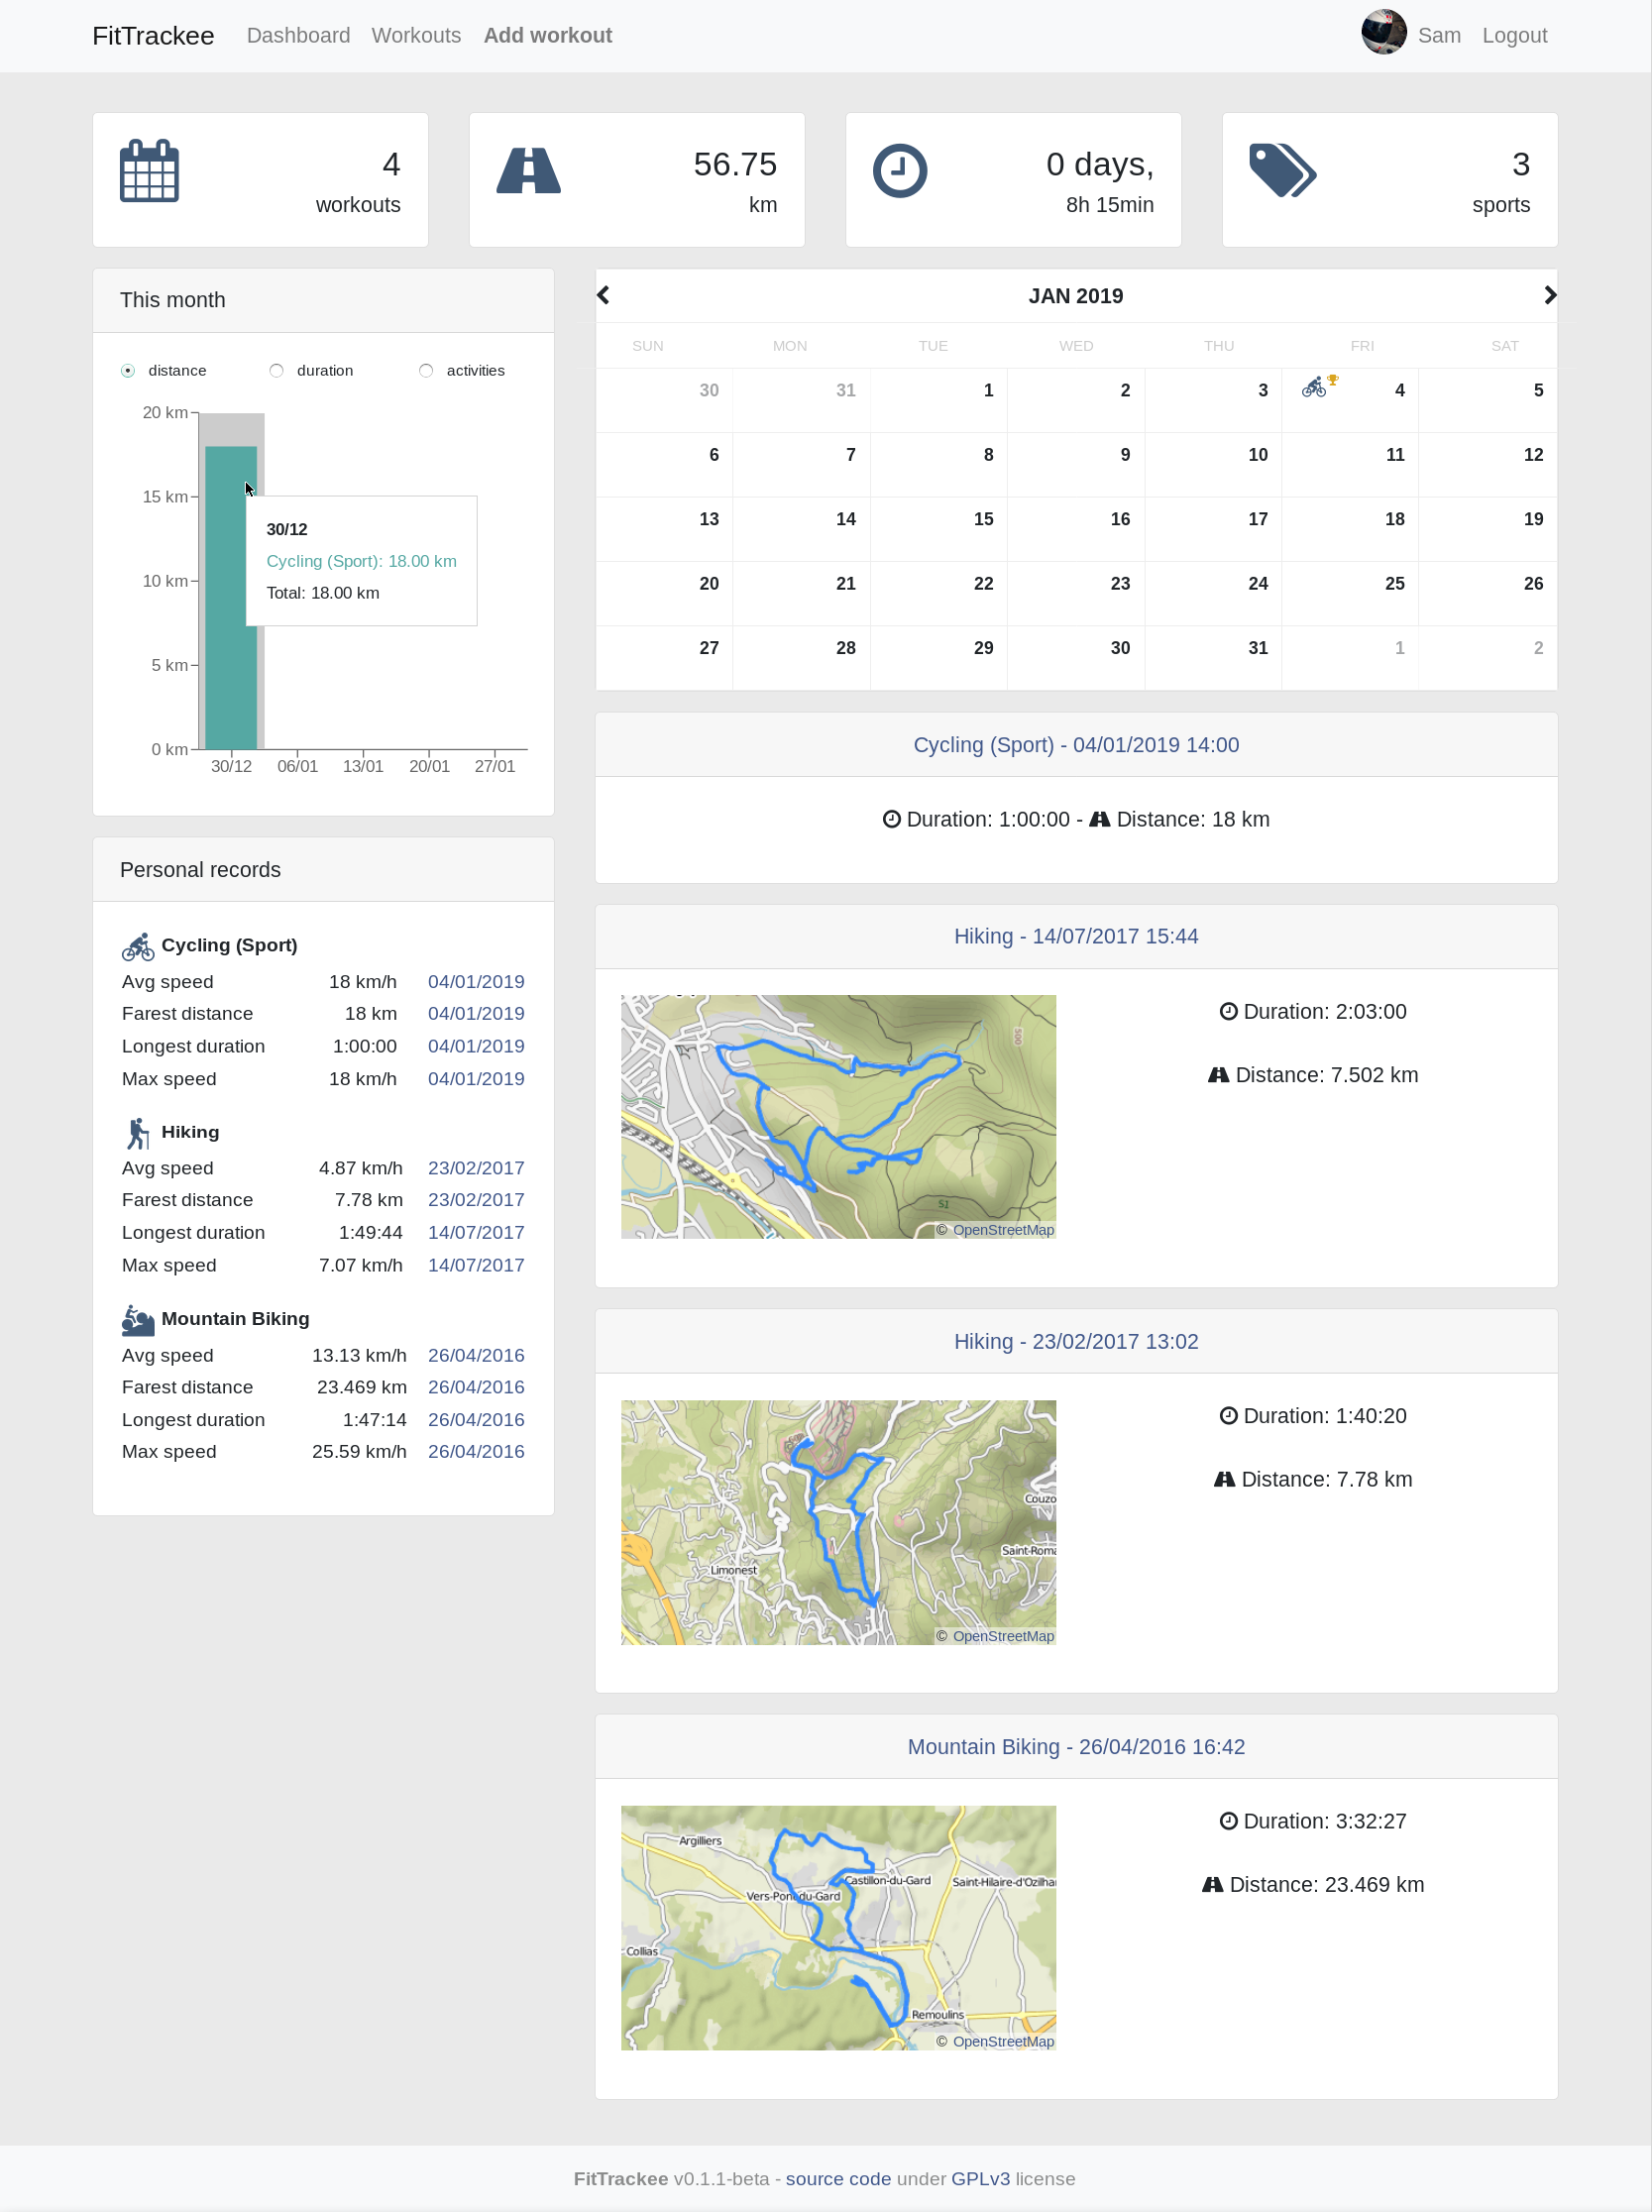 FitTrackee Dashboard Workouts Add workout Sam Logout
4
workouts
56.75
km
0 days,
8h 15min
3
sports
This month
distance duration activities
20 km
15 km
10 km
5 km
0 km
30/12 06/01 13/01 20/01 27/01
30/12
Cycling (Sport): 18.00 km
Total: 18.00 km
Personal records
Cycling (Sport)
Avg speed 18 km/h 04/01/2019
Farest distance 18 km 04/01/2019
Longest duration 1:00:00 04/01/2019
Max speed 18 km/h 04/01/2019
Hiking
Avg speed 4.87 km/h 23/02/2017
Farest distance 7.78 km 23/02/2017
Longest duration 1:49:44 14/07/2017
Max speed 7.07 km/h 14/07/2017
Mountain Biking
Avg speed 13.13 km/h 26/04/2016
Farest distance 23.469 km 26/04/2016
Longest duration 1:47:14 26/04/2016
Max speed 25.59 km/h 26/04/2016
JAN 2019
SUN MON TUE WED THU FRI SAT
30 31 1 2 3 4 5
6 7 8 9 10 11 12
13 14 15 16 17 18 19
20 21 22 23 24 25 26
27 28 29 30 31 1 2
Cycling (Sport) - 04/01/2019 14:00
Duration: 1:00:00 - Distance: 18 km
Hiking - 14/07/2017 15:44
500
S1
© OpenStreetMap
Duration: 2:03:00
Distance: 7.502 km
Hiking - 23/02/2017 13:02
Couzo
Saint-Roma
Limonest
© OpenStreetMap
Duration: 1:40:20
Distance: 7.78 km
Mountain Biking - 26/04/2016 16:42
Argilliers
Castillon-du-Gard
Saint-Hilaire-d'Ozilha
Vers-Pont-du-Gard
Collias
Remoulins
© OpenStreetMap
Duration: 3:32:27
Distance: 23.469 km
FitTrackee v0.1.1-beta - source code under GPLv3 license